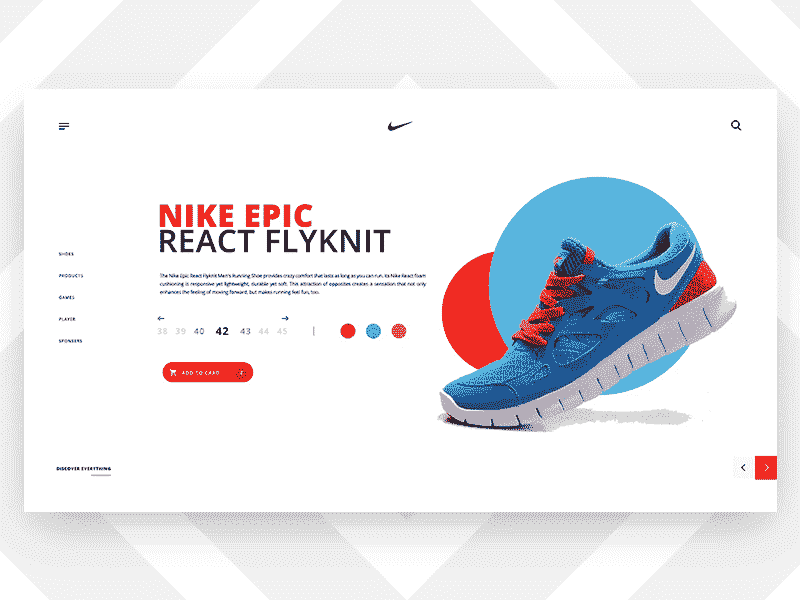 NIKE EPIC
REACT FLYKNIT
SHOES
PRODUCTS
GAMES
PLAYER
SPONSERS
The Nike Epic React Flyknit Men's Running Shoe provides crazy comfort that lasts as long as you can run. Its Nike React foam
cushioning is responsive yet lightweight, durable yet soft. This attraction of opposites creates a sensation that not only
enhances the feeling of moving forward, but makes running feel fun, too.
38 39 40 42 43 44 45
ADD TO CARD
DISCOVER EVERYTHING